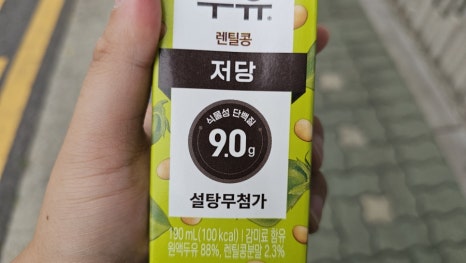 두유®
렌틸콩
저당
식물성 단백질
9.0g
설탕무첨가
190 mL(100 kcal) | 감미료 함유
원액두유 88%, 렌틸콩분말 2.3%